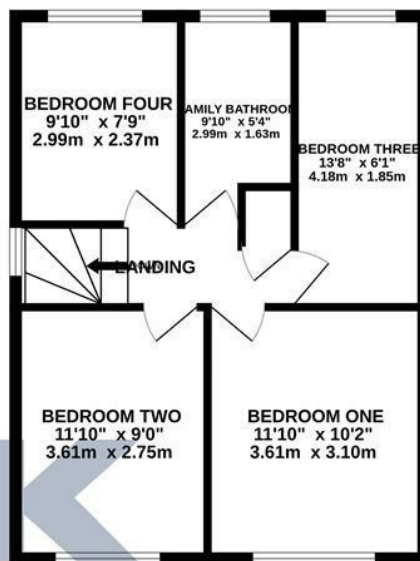 BEDROOM FOUR
9'10" x 7'9"
2.99m x 2.37m
AMILY BATHROOM
9'10" x 5'4"
2.99m x 1.63m
BEDROOM THREE
13'8" x 6'1"
4.18m x 1.85m
LANDING
BEDROOM TWO
11'10" x 9'0"
3.61m x 2.75m
BEDROOM ONE
11'10" x 10'2"
3.61m x 3.10m